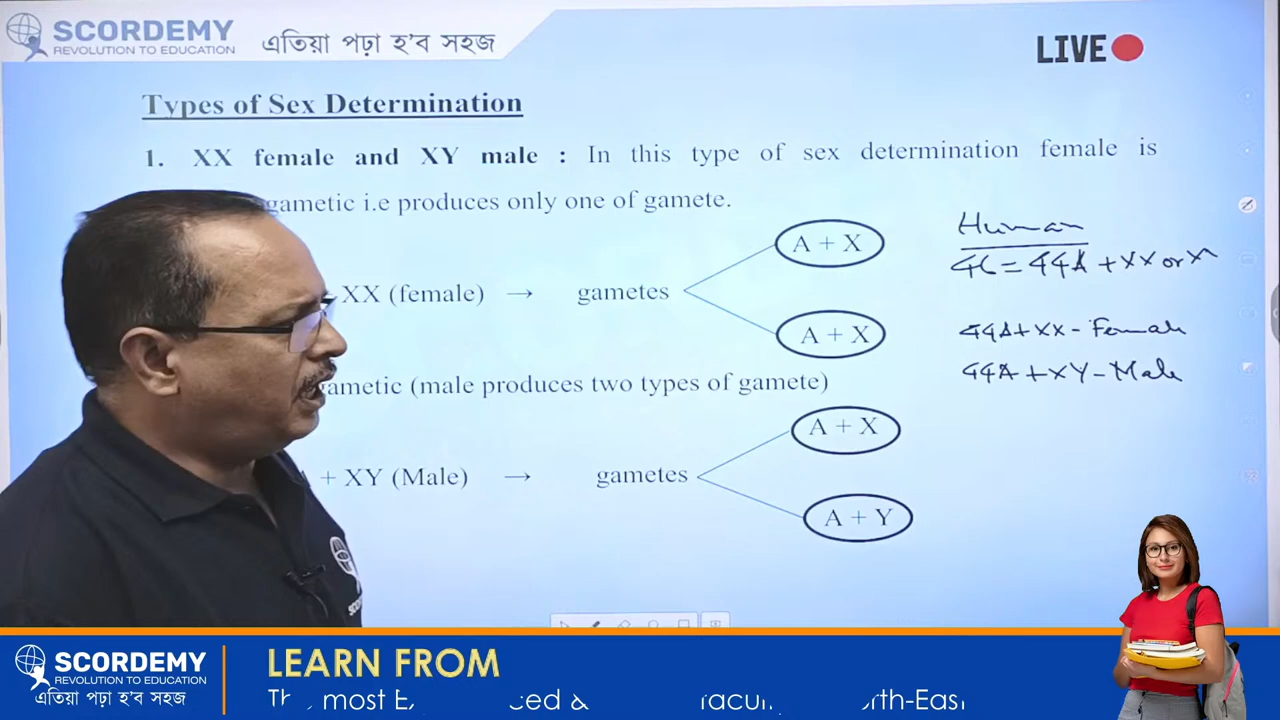 SCORDEMY
REVOLUTION TO EDUCATION
এতিয়া পঢ়া হ'ব সহজ
LIVE
Types of Sex Determination
1. XX female and XY male : In this type of sex determination female is
gametic i.e produces only one of gamete.
A + X
XX (female) → gametes
A + X
gametic (male produces two types of gamete)
A + X
+ XY (Male) → gametes
A + Y
Human
46 = 44A + XX or
44A+XX - Female
44A + XY - Male
SCORDEMY
REVOLUTION TO EDUCATION
এতিয়া পঢ়া হ'ব সহজ
LEARN FROM
most &